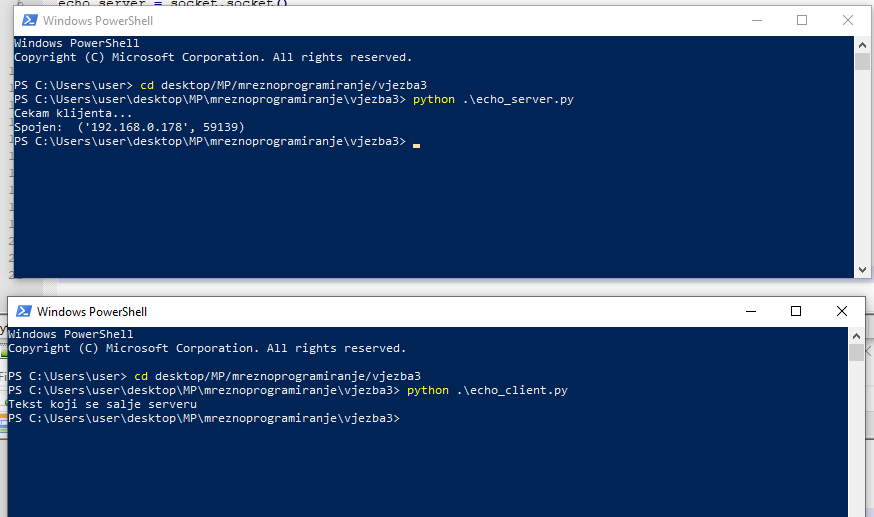 echo_server = socket.socket()
Windows PowerShell
Windows PowerShell
Copyright (C) Microsoft Corporation. All rights reserved.
PS C:\Users\user> cd desktop/MP/mreznoprogramiranje/vjezba3
PS C:\Users\user\desktop\MP\mreznoprogramiranje\vjezba3> python .\echo_server.py
Cekam klijenta...
Spojen:  ('192.168.0.178', 59139)
PS C:\Users\user\desktop\MP\mreznoprogramiranje\vjezba3>
Windows PowerShell
Windows PowerShell
Copyright (C) Microsoft Corporation. All rights reserved.
PS C:\Users\user> cd desktop/MP/mreznoprogramiranje/vjezba3
PS C:\Users\user\desktop\MP\mreznoprogramiranje\vjezba3> python .\echo_client.py
Tekst koji se salje serveru
PS C:\Users\user\desktop\MP\mreznoprogramiranje\vjezba3>